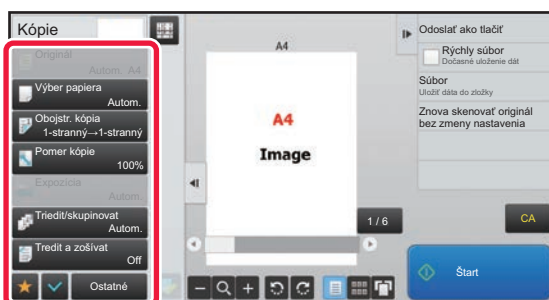 Kópie
Originál
Autom. A4
Výber papiera
Autom.
Obojstr. kópia
1-stranný→1-stranný
Pomer kópie
100%
Expozícia
Autom.
Triedit/skupinovat
Autom.
Tredit a zošívat
Off
Ostatné
A4
A4
Image
1 / 6
Odoslať ako tlačiť
Rýchly súbor
Dočasné uloženie dát
Súbor
Uložiť dáta do zložky
Znova skenovať originál
bez zmeny nastavenia
CA
Štart